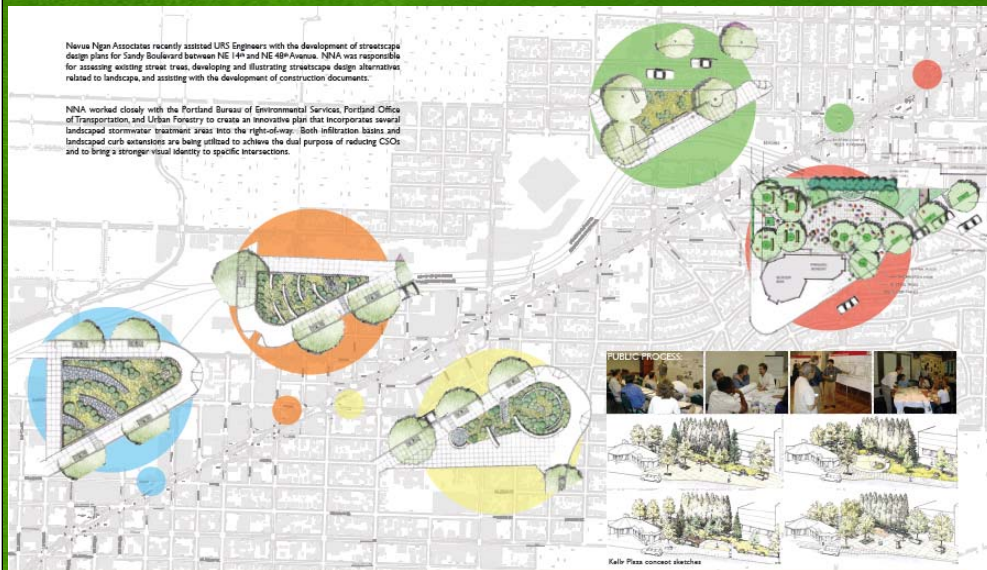 Nevue Ngan Associates recently assisted URS Engineers with the development of streetscape
design plans for Sandy Boulevard between NE 14th and NE 48th Avenue. NNA was responsible
for assessing existing street trees, developing and illustrating streetscape design alternatives
related to landscape, and assisting with the development of construction documents.
NNA worked closely with the Portland Bureau of Environmental Services, Portland Office
of Transportation, and Urban Forestry to create an innovative plan that incorporates several
landscaped stormwater treatment areas into the right-of-way. Both infiltration basins and
landscaped curb extensions are being utilized to achieve the dual purpose of reducing CSOs
and to bring a stronger visual identity to specific intersections.
PUBLIC PROCESS:
Kelly Plaza concept sketches